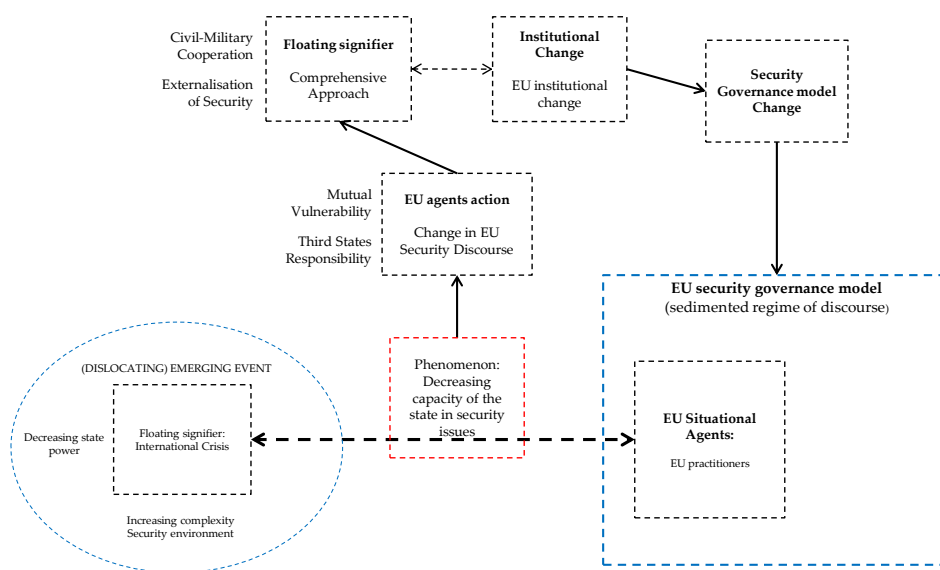 Civil-Military
Cooperation
Externalisation
of Security
Floating signifier
Comprehensive
Approach
Institutional
Change
EU institutional
change
Security
Governance model
Change
Mutual
Vulnerability
Third States
Responsibility
EU agents action
Change in EU
Security Discourse
EU security governance model
(sedimented regime of discourse)
(DISLOCATING) EMERGING EVENT
Decreasing state
power
Floating signifier:
International Crisis
Increasing complexity
Security environment
Phenomenon:
Decreasing
capacity of the
state in security
issues
EU Situational
Agents:
EU practitioners